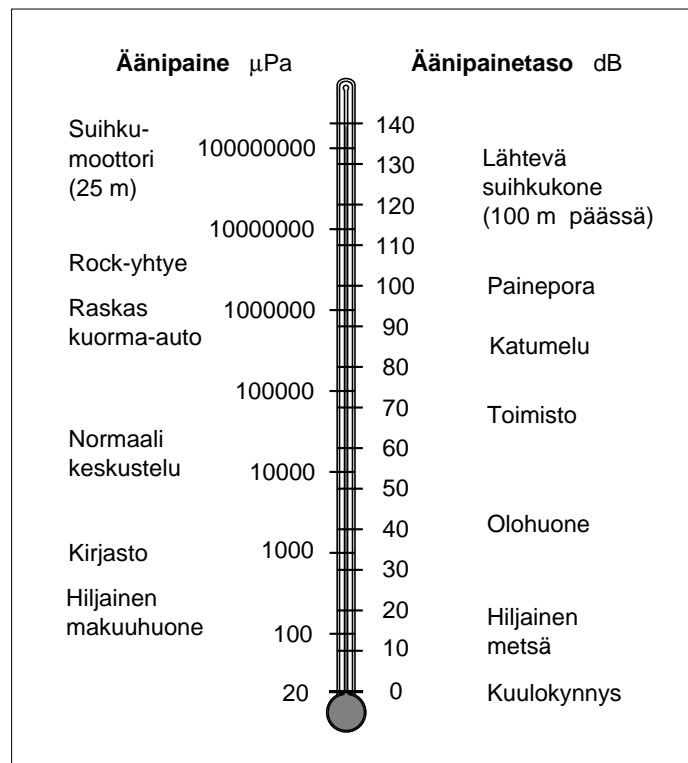 Äänipaine µPa
Äänipainetaso dB
Suihku-
moottori
(25 m)
Rock-yhtye
Raskas
kuorma-auto
Normaali
keskustelu
Kirjasto
Hiljainen
makuuhuone
100000000
10000000
1000000
100000
10000
1000
100
20
140
130
120
110
100
90
80
70
60
50
40
30
20
10
0
Lähtevä
suihkukone
(100 m päässä)
Painepora
Katumelu
Toimisto
Olohuone
Hiljainen
metsä
Kuulokynnys